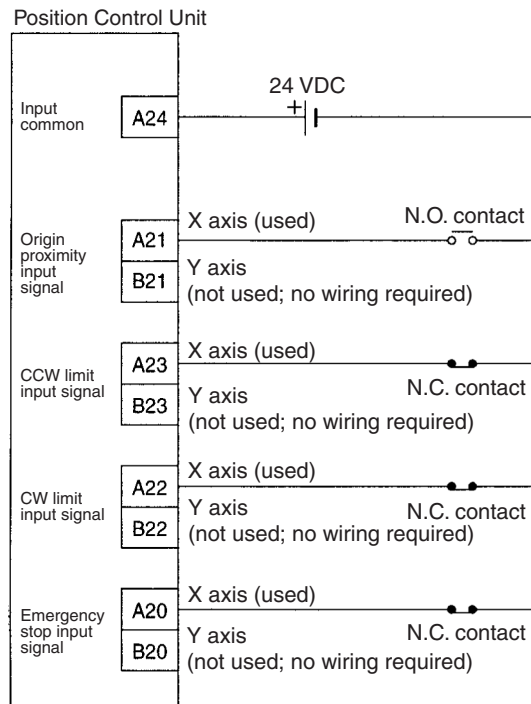 Position Control Unit
24 VDC
+
Input
common
A24
X axis (used)
N.O. contact
Origin
proximity
input
signal
A21
B21
Y axis
(not used; no wiring required)
X axis (used)
CCW limit
input signal
A23
B23
N.C. contact
Y axis
(not used; no wiring required)
X axis (used)
CW limit
input signal
A22
B22
N.C. contact
Y axis
(not used; no wiring required)
X axis (used)
Emergency
stop input
signal
A20
B20
N.C. contact
Y axis
(not used; no wiring required)